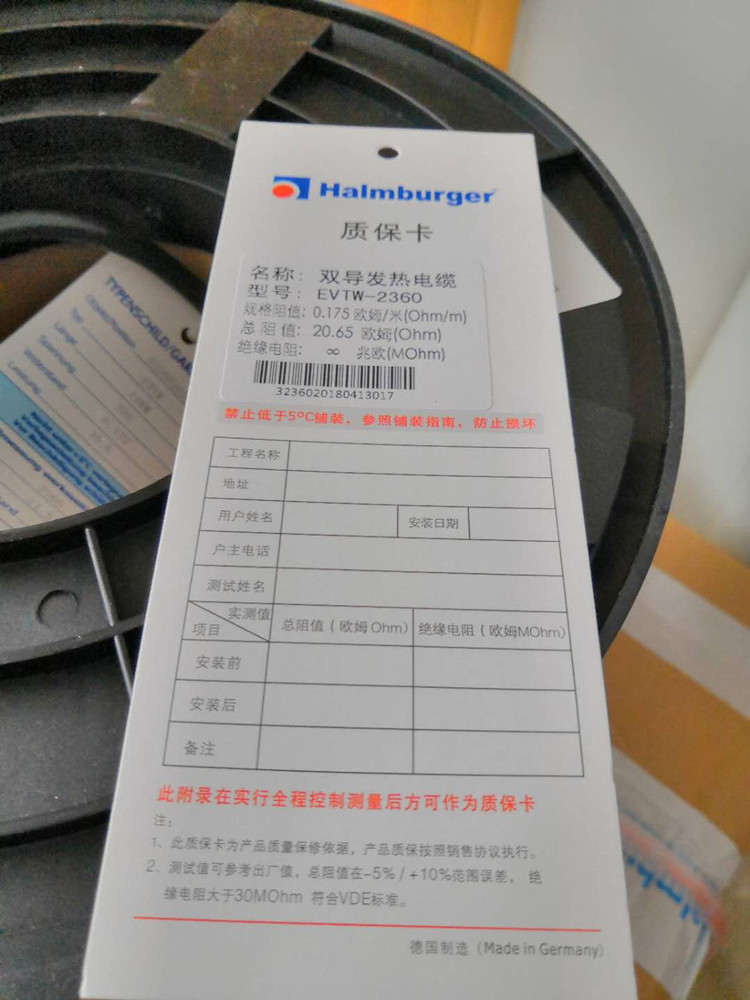 Halmburger
质保卡
名称： 双导发热电缆
型号： EVTW-2360
规格阻值: 0.175 欧姆/米(Ohm/m)
总 阻 值: 20.65 欧姆(Ohm)
绝缘电阻: ∞ 兆欧(MOhm)
3236020180413017
禁止低于5°C铺装，参照铺装指南，防止损坏
工程名称
地址
用户姓名 安装日期
户主电话
测试姓名
实测值
项目 总阻值（欧姆 Ohm） 绝缘电阻（欧姆MOhm）
安装前
安装后
备注
此附录在实行全程控制测量后方可作为质保卡
注：
1、此质保卡为产品质量保修依据，产品质保按照销售协议执行。
2、测试值可参考出厂值，总阻值在-5% / +10%范围误差， 绝
缘电阻大于30MOhm 符合VDE标准。
德国制造（Made in Germany）
TYPENSCHILD/GAR
Länge
Spannung
Widerstand
Leistung